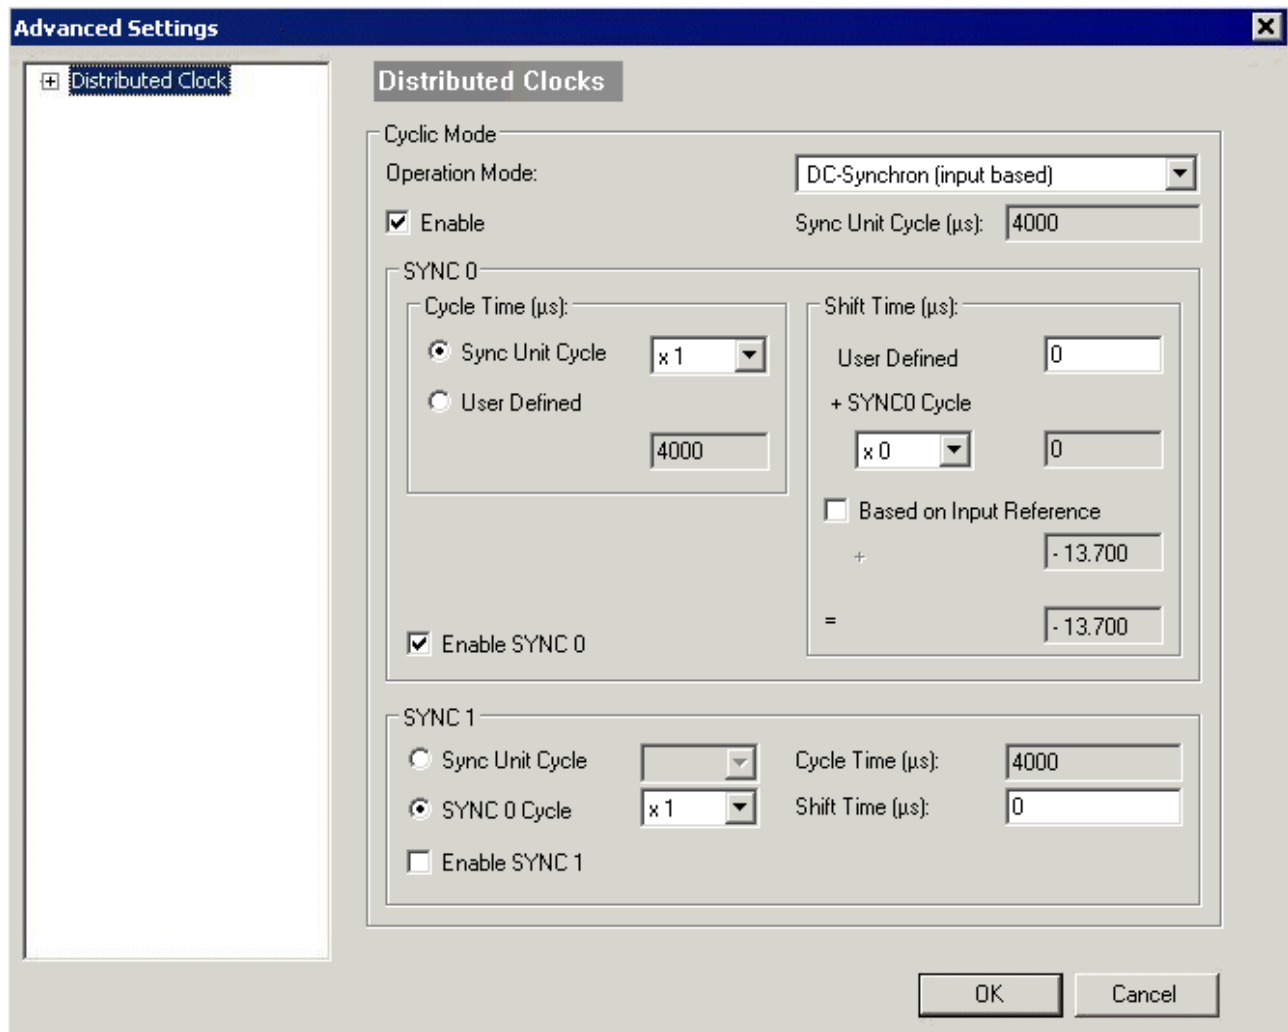 Advanced Settings
Distributed Clock
Distributed Clocks
Cyclic Mode
Operation Mode:
DC-Synchron (input based)
Enable
Sync Unit Cycle (µs):
4000
SYNC 0
Cycle Time (µs):
Sync Unit Cycle
x 1
User Defined
4000
Enable SYNC 0
Shift Time (µs):
User Defined
0
+ SYNC0 Cycle
x 0
0
Based on Input Reference
+
- 13.700
=
- 13.700
SYNC 1
Sync Unit Cycle
Cycle Time (µs):
4000
SYNC 0 Cycle
x 1
Shift Time (µs):
0
Enable SYNC 1
OK
Cancel